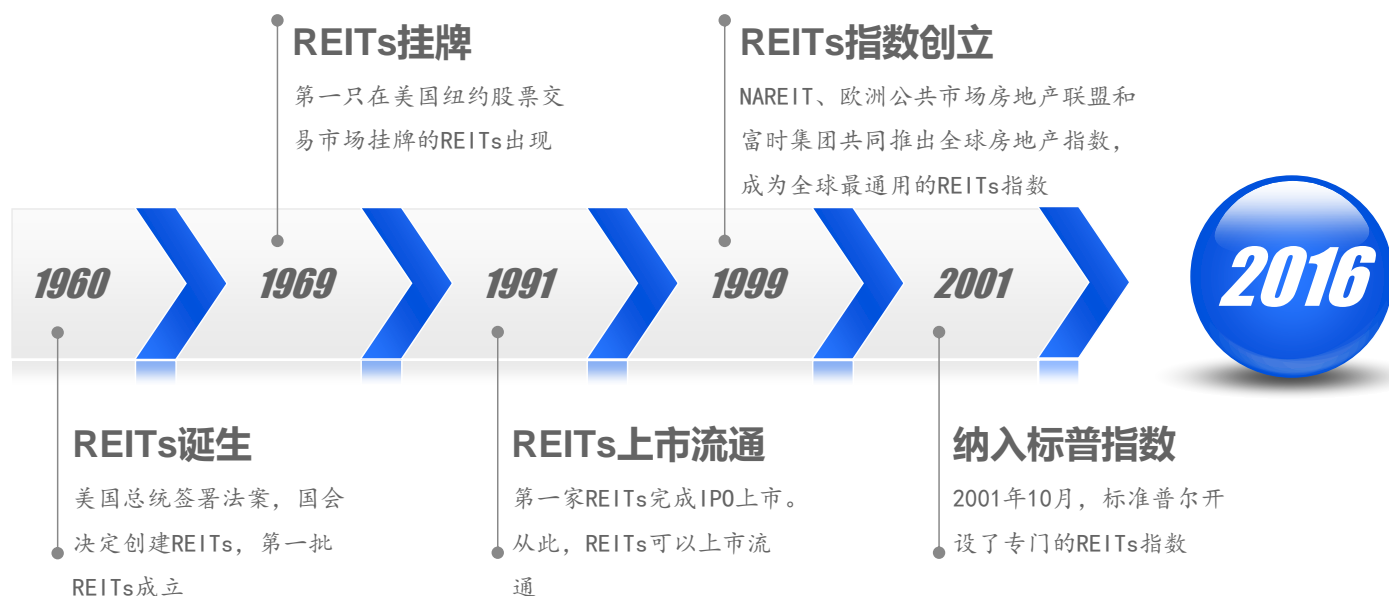 REITs挂牌
第一只在美国纽约股票交
易市场挂牌的REITs出现
REITs指数创立
NAREIT、欧洲公共市场房地产联盟和
富时集团共同推出全球房地产指数，
成为全球最通用的REITs指数
1960
1969
1991
1999
2001
2016
REITs诞生
美国总统签署法案，国会
决定创建REITs，第一批
REITs成立
REITs上市流通
第一家REITs完成IPO上市。
从此，REITs可以上市流
通
纳入标普指数
2001年10月，标准普尔开
设了专门的REITs指数